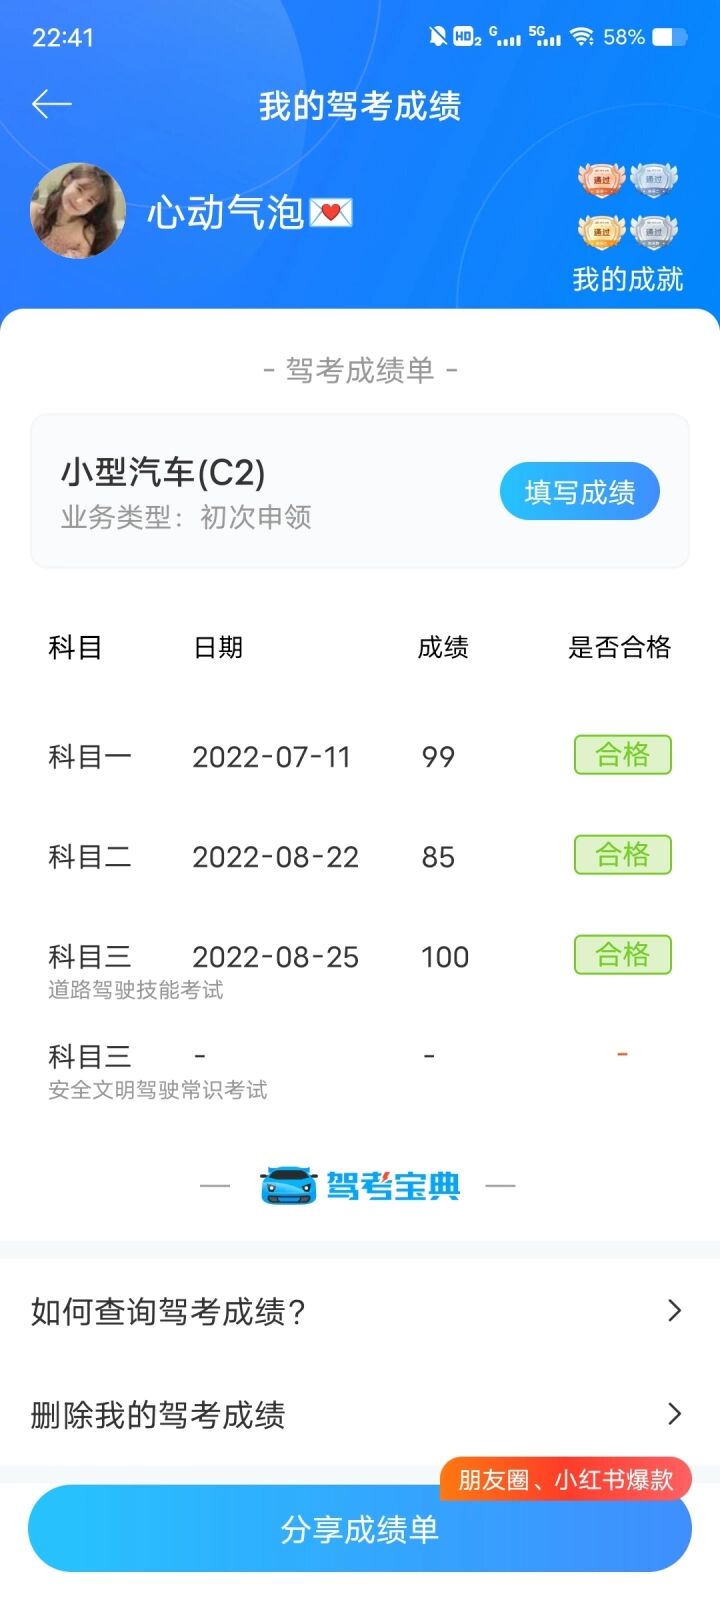 22:41
HD2 G 5G 58%
我的驾考成绩
心动气泡💌
通过 通过
通过 通过
我的成就
- 驾考成绩单 -
小型汽车(C2)
填写成绩
业务类型：初次申领
科目 日期 成绩 是否合格
科目一 2022-07-11 99 合格
科目二 2022-08-22 85 合格
科目三 2022-08-25 100 合格
道路驾驶技能考试
科目三 - - -
安全文明驾驶常识考试
驾考宝典
如何查询驾考成绩?
删除我的驾考成绩
朋友圈、小红书爆款
分享成绩单